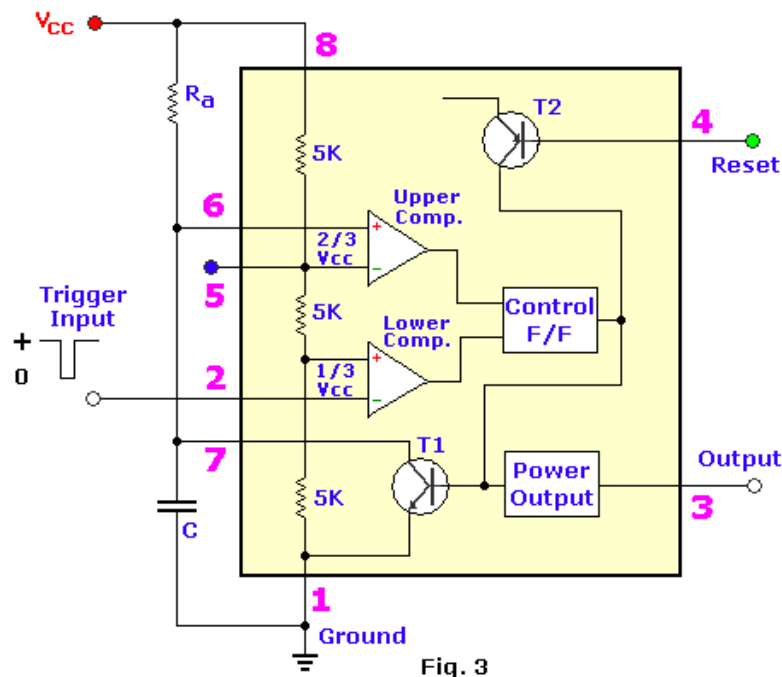 VCC
8
Ra
T2
4
Reset
5K
6
Upper
Comp.
+
2/3
Vcc
−
5
Trigger
Input
5K
Control
F/F
Lower
Comp.
+
0
+
1/3
Vcc
−
2
7
T1
Output
Power
Output
5K
3
C
1
Ground
Fig. 3